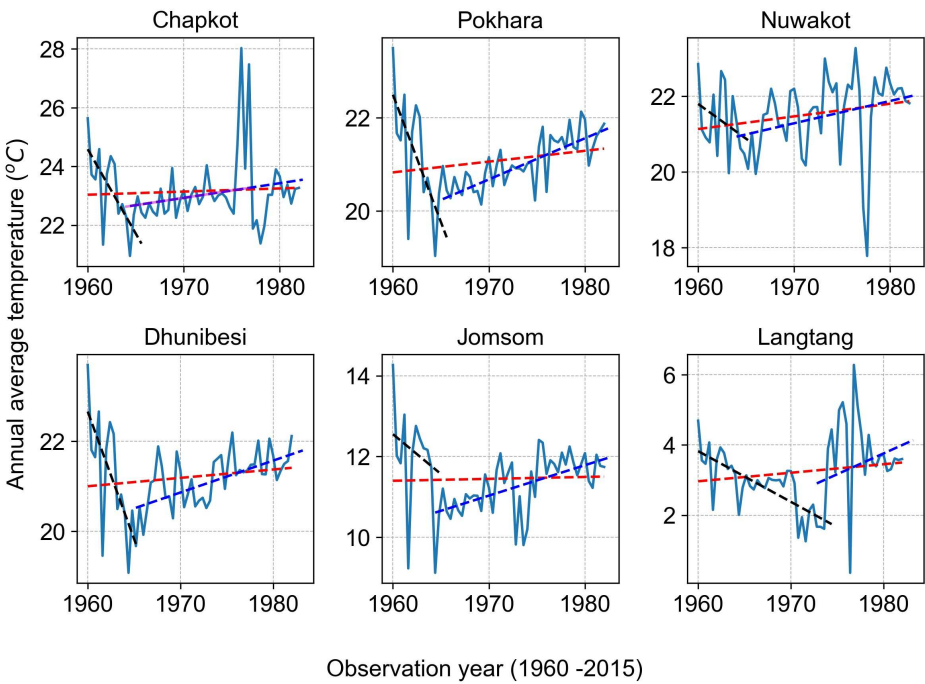 Chapkot Pokhara Nuwakot
28
26
24
22
1960 1970 1980
22
20
1960 1970 1980
22
20
18
1960 1970 1980
Annual average temprerature (°C)
Dhunibesi Jomsom Langtang
22
20
1960 1970 1980
14
12
10
1960 1970 1980
6
4
2
1960 1970 1980
Observation year (1960 -2015)